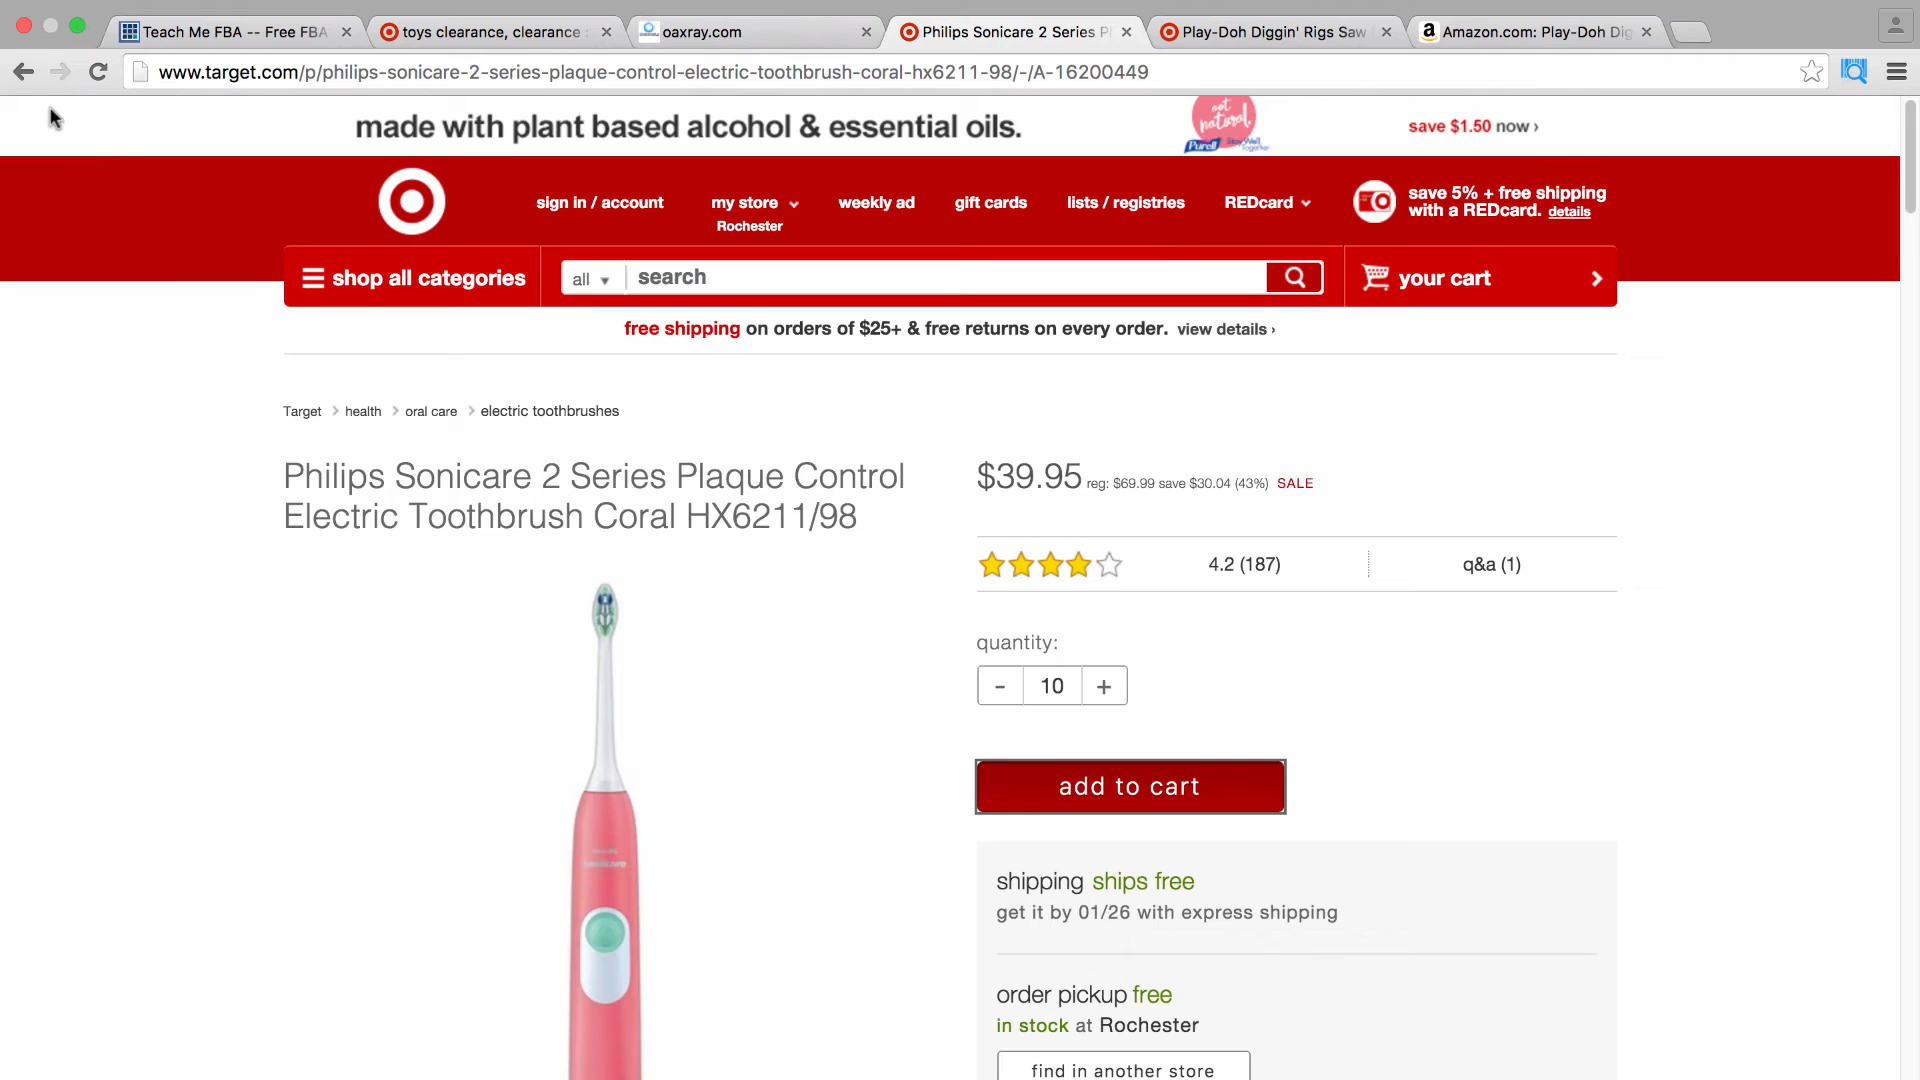 Teach Me FBA -- Free FBA
toys clearance, clearance
oaxray.com
Philips Sonicare 2 Series P
Play-Doh Diggin' Rigs Saw
Amazon.com: Play-Doh Dig
www.target.com/p/philips-sonicare-2-series-plaque-control-electric-toothbrush-coral-hx6211-98/-/A-16200449
made with plant based alcohol & essential oils.
natural.
Purell
save $1.50 now ›
sign in / account
my store
Rochester
weekly ad
gift cards
lists / registries
REDcard
save 5% + free shipping
with a REDcard. details
shop all categories
all
search
your cart
free shipping on orders of $25+ & free returns on every order. view details ›
Target
health
oral care
electric toothbrushes
Philips Sonicare 2 Series Plaque Control
Electric Toothbrush Coral HX6211/98
$39.95 reg: $69.99 save $30.04 (43%) SALE
4.2 (187)
q&a (1)
quantity:
- 10 +
add to cart
shipping ships free
get it by 01/26 with express shipping
order pickup free
in stock at Rochester
find in another store